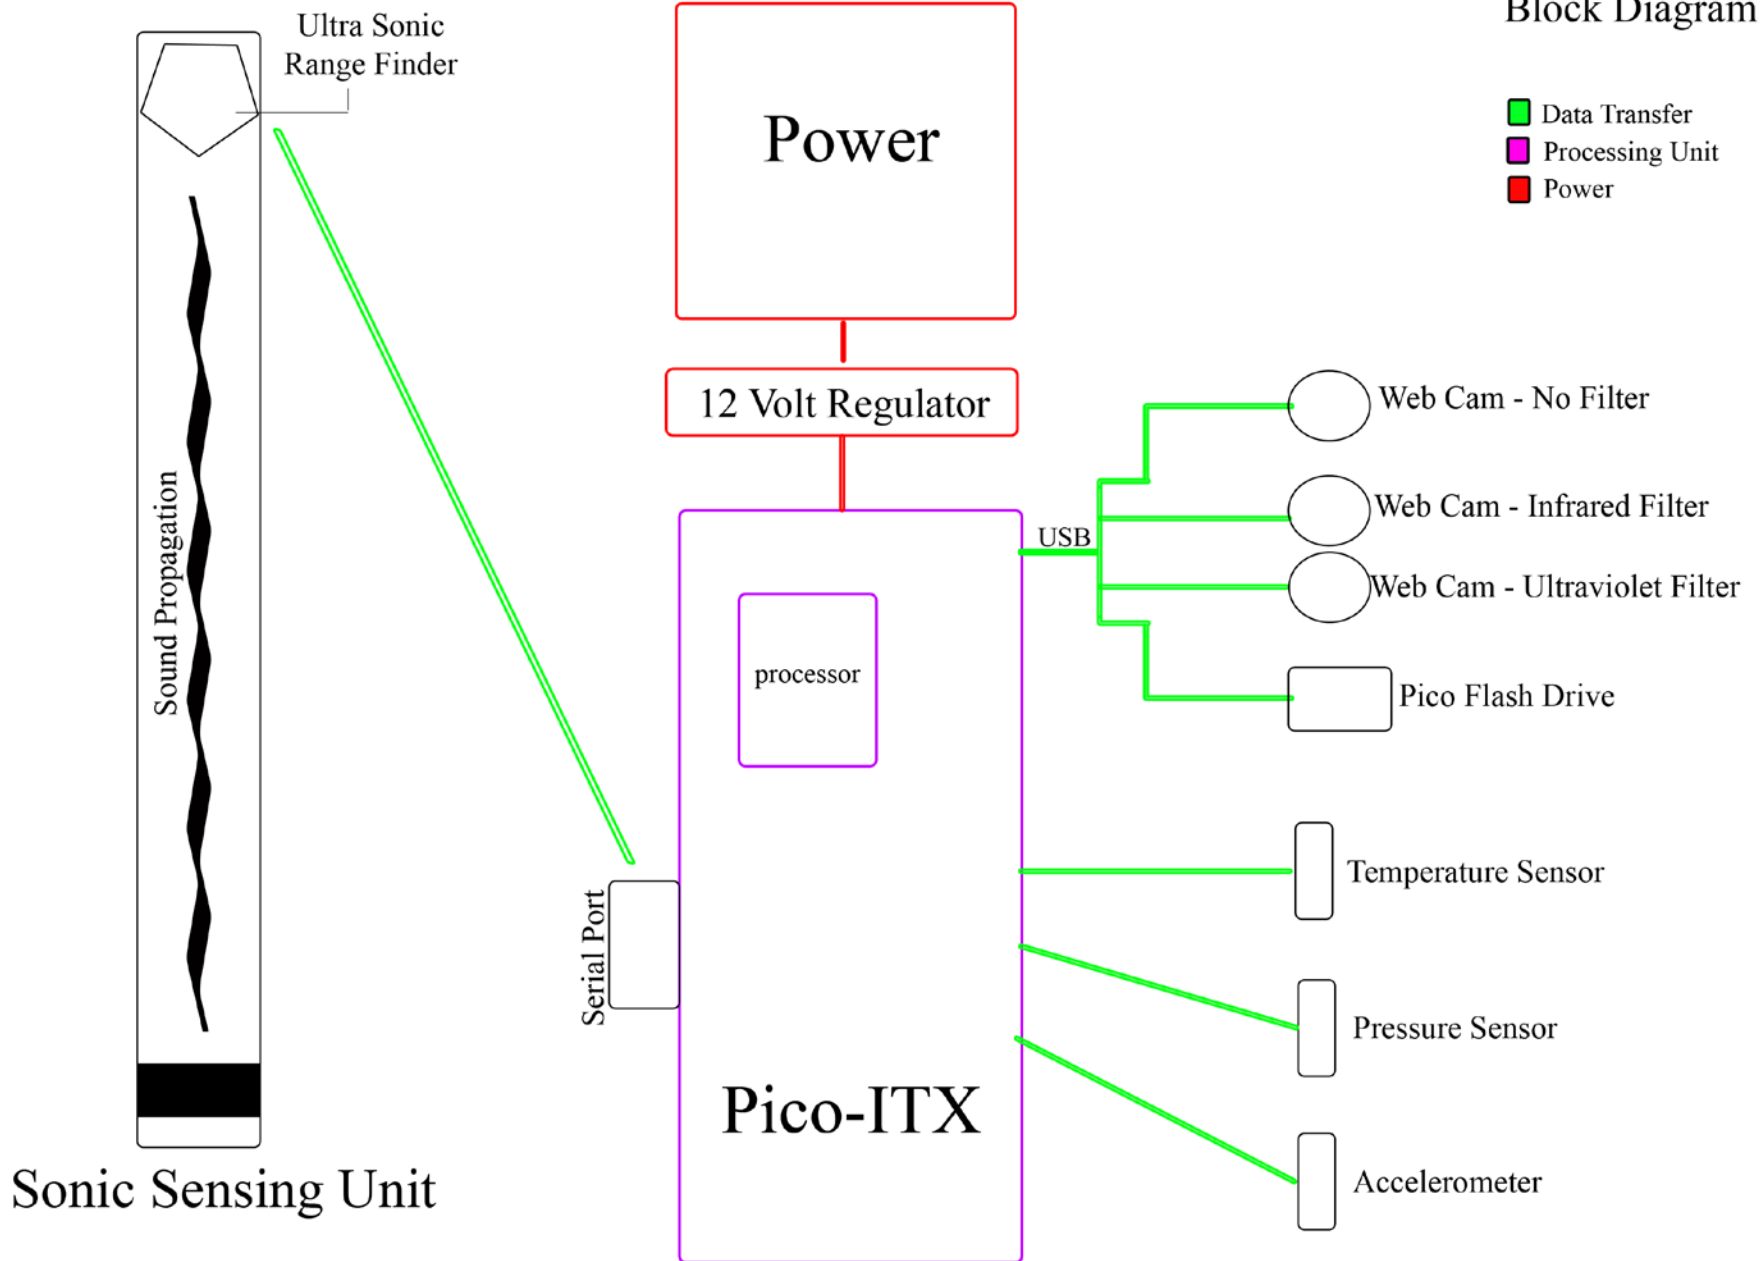 Block Diagram
Data Transfer
Processing Unit
Power
Ultra Sonic
Range Finder
Sound Propagation
Sonic Sensing Unit
Power
12 Volt Regulator
processor
Serial Port
Pico-ITX
USB
Web Cam - No Filter
Web Cam - Infrared Filter
Web Cam - Ultraviolet Filter
Pico Flash Drive
Temperature Sensor
Pressure Sensor
Accelerometer